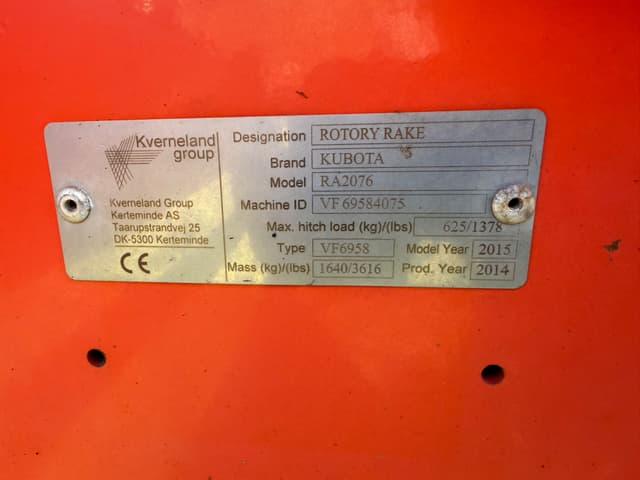 Kverneland
group
Kverneland Group
Kerteminde AS
Taarupstrandvej 25
DK-5300 Kerteminde
CE
Designation ROTORY RAKE
Brand KUBOTA
Model RA2076
Machine ID VF69584075
Max. hitch load (kg)/(lbs) 625/1378
Type VF6958 Model Year 2015
Mass (kg)/(lbs) 1640/3616 Prod. Year 2014